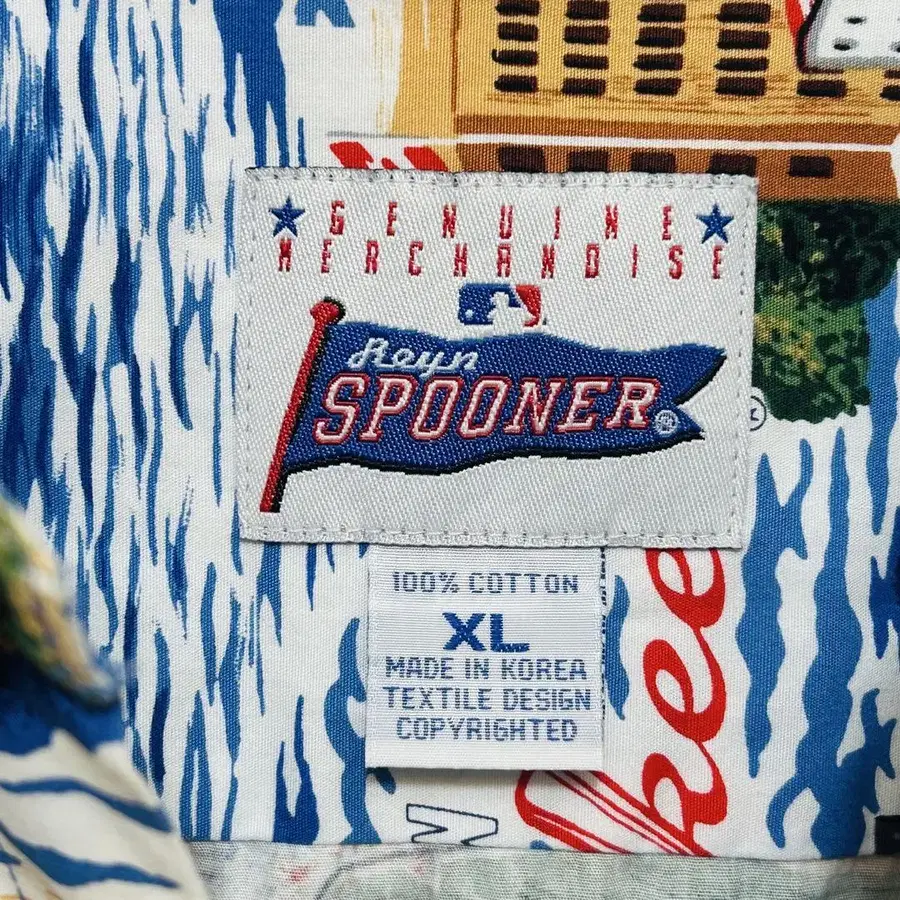 GENUINE
MERCHANDISE
Reyn
SPOONER®
100% COTTON
XL
MADE IN KOREA
TEXTILE DESIGN
COPYRIGHTED